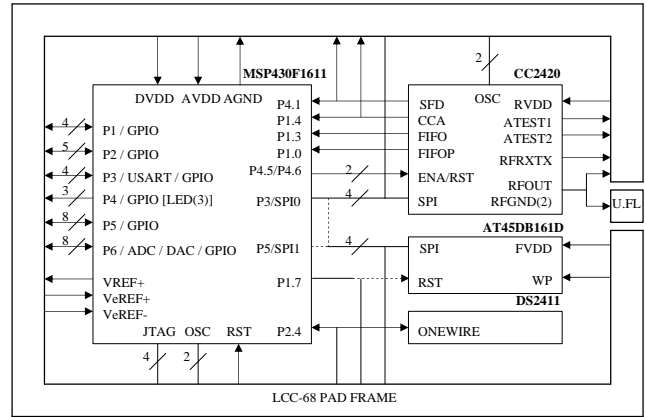 MSP430F1611
DVDD AVDD AGND
4 P1 / GPIO
5 P2 / GPIO
4 P3 / USART / GPIO
3 P4 / GPIO [LED(3)]
8 P5 / GPIO
8 P6 / ADC / DAC / GPIO
VREF+
VeREF+
VeREF-
JTAG OSC RST
4 2
P4.1
P1.4
P1.3
P1.0
P4.5/P4.6 2
P3/SPI0 4
P5/SPI1 4
P1.7
P2.4
2
CC2420
OSC
SFD RVDD
CCA ATEST1
FIFO ATEST2
FIFOP RFRXTX
ENA/RST RFOUT
SPI RFGND(2)
U.FL
AT45DB161D
SPI FVDD
RST WP
DS2411
ONEWIRE
LCC-68 PAD FRAME